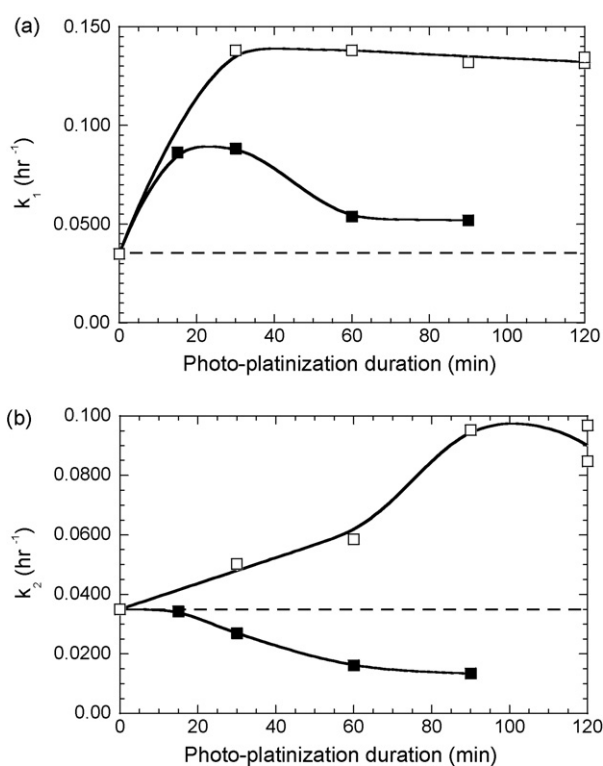 (a)
0.150
0.100
0.0500
0.00
k₁ (hr⁻¹)
0 20 40 60 80 100 120
Photo-platinization duration (min)
(b)
0.100
0.0800
0.0600
0.0400
0.0200
0.00
k₂ (hr⁻¹)
0 20 40 60 80 100 120
Photo-platinization duration (min)